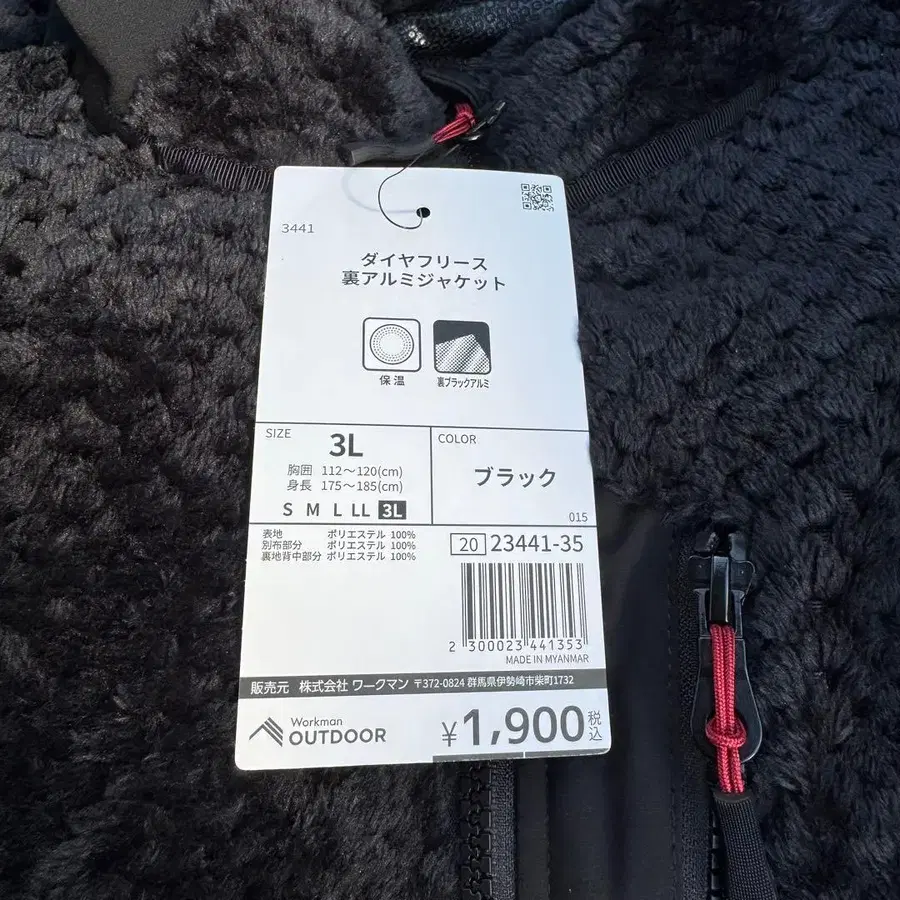 3441
ダイヤフリース
裏アルミジャケット
保温
裏ブラックアルミ
SIZE
3L
胸囲 112～120(cm)
身長 175～185(cm)
S M L LL 3L
COLOR
ブラック
015
表地 ポリエステル 100%
別布部分 ポリエステル 100%
裏地背中部分 ポリエステル 100%
20 23441-35
2 300023 441353
MADE IN MYANMAR
販売元 株式会社 ワークマン 〒372-0824 群馬県伊勢崎市柴町1732
Workman
OUTDOOR
¥1,900 税込